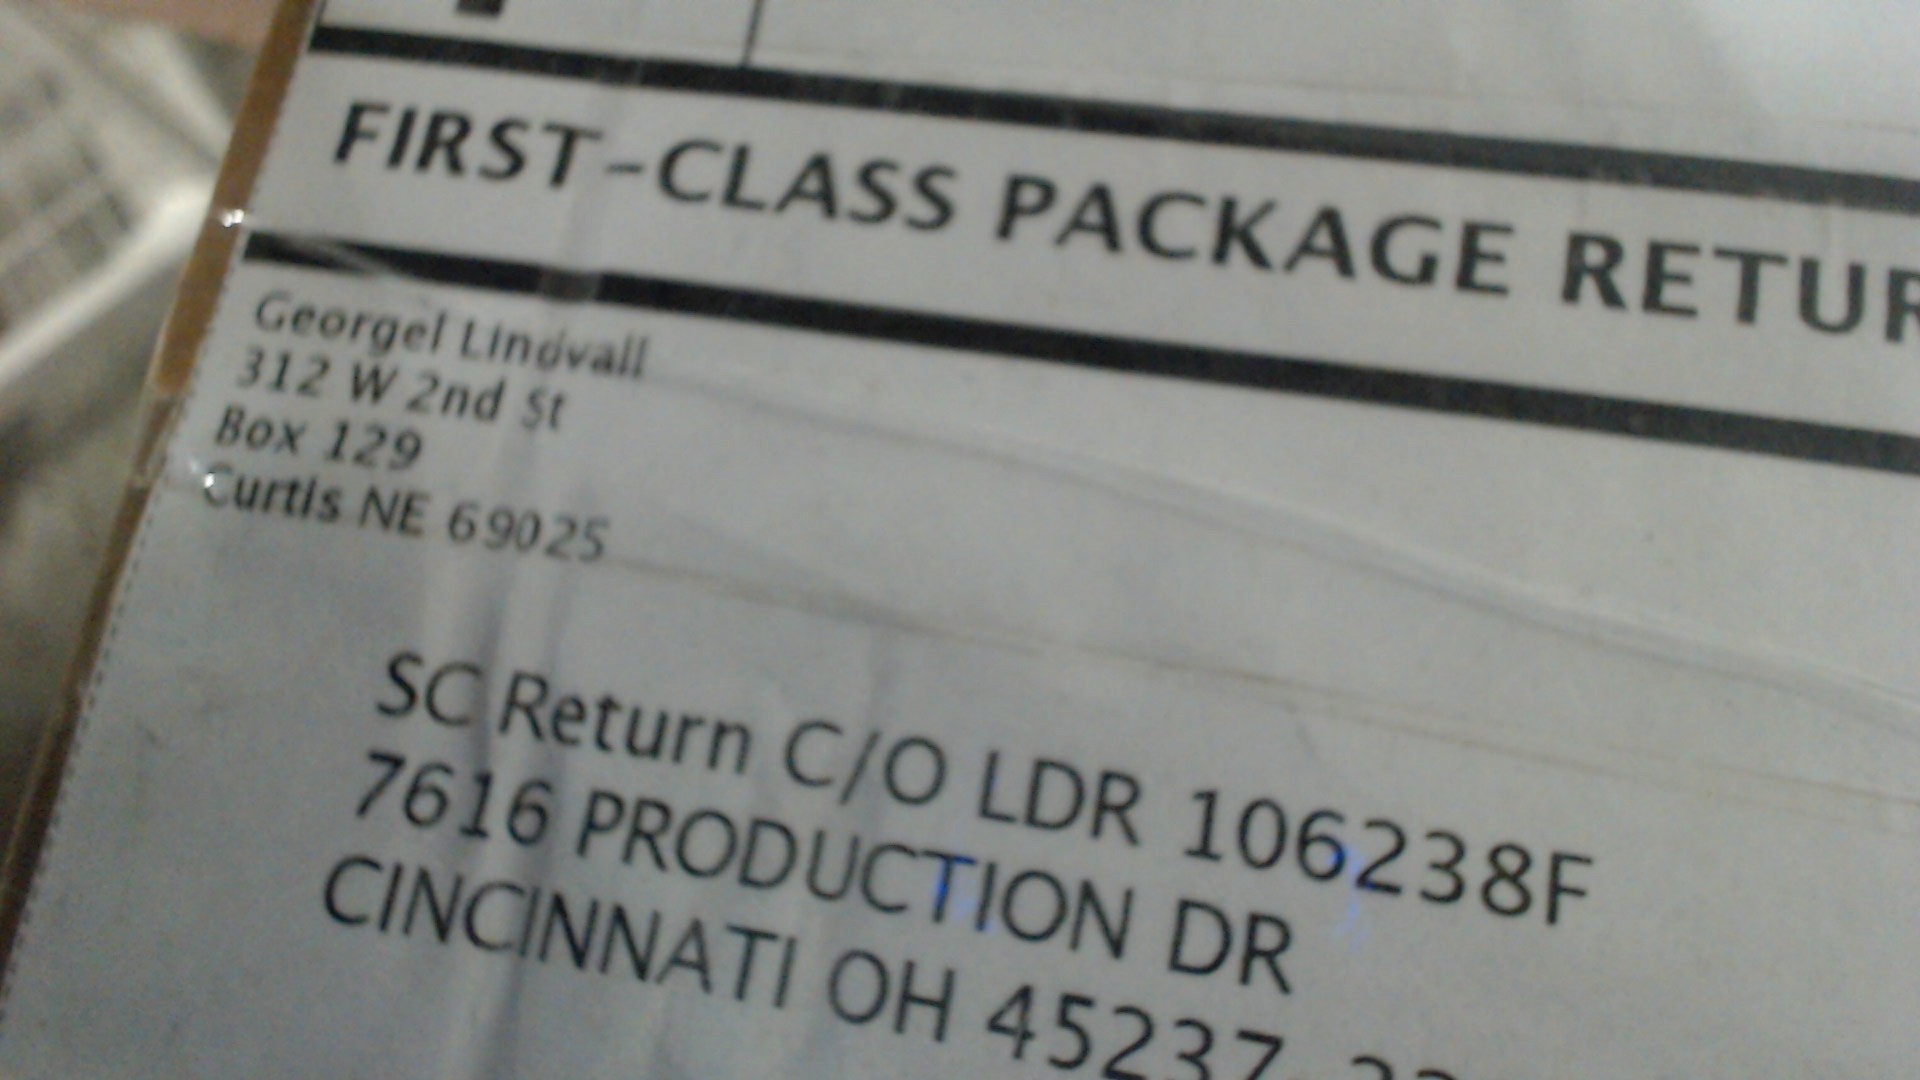 FIRST-CLASS PACKAGE RETUR
Georgel Lindvall
312 W 2nd St
Box 129
Curtis NE 69025
SC Return C/O LDR 106238F
7616 PRODUCTION DR
CINCINNATI OH 45237